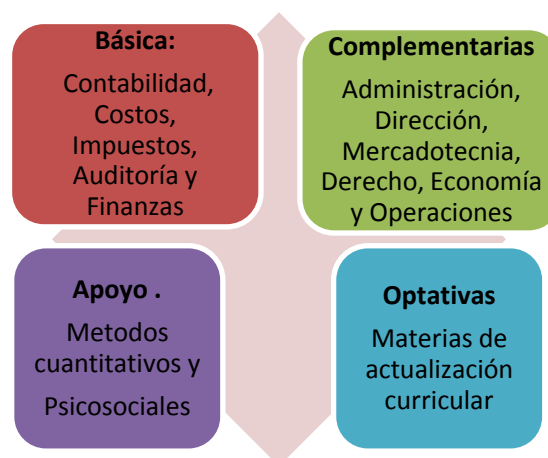 Básica:
Contabilidad,
Costos,
Impuestos,
Auditoría y
Finanzas
Complementarias
Administración,
Dirección,
Mercadotecnia,
Derecho, Economía
y Operaciones
Apoyo .
Metodos
cuantitativos y
Psicosociales
Optativas
Materias de
actualización
curricular